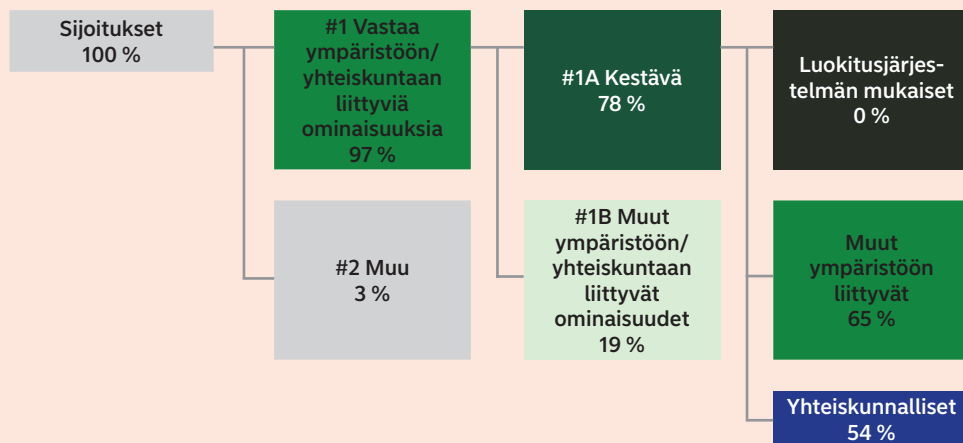 Sijoitukset
100 %
#1 Vastaa
ympäristöön/
yhteiskuntaan
liittyviä
ominaisuuksia
97 %
#2 Muu
3 %
#1A Kestävä
78 %
#1B Muut
ympäristöön/
yhteiskuntaan
liittyvät
ominaisuudet
19 %
Luokitusjärjes-
telmän mukaiset
0 %
Muut
ympäristöön
liittyvät
65 %
Yhteiskunnalliset
54 %